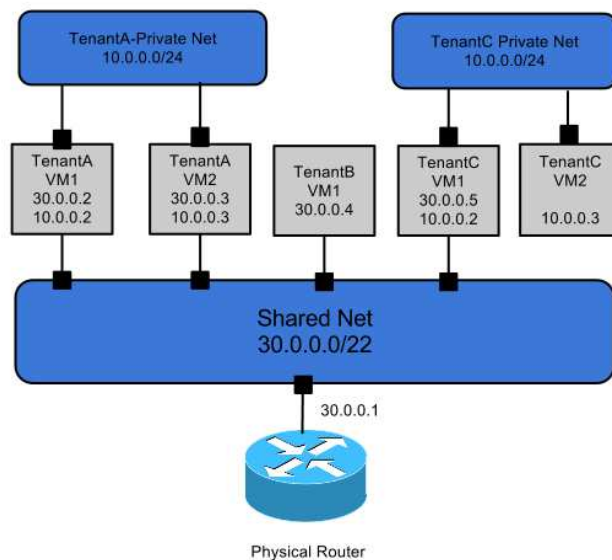 TenantA-Private Net
10.0.0.0/24
TenantC Private Net
10.0.0.0/24
TenantA
VM1
30.0.0.2
10.0.0.2
TenantA
VM2
30.0.0.3
10.0.0.3
TenantB
VM1
30.0.0.4
TenantC
VM1
30.0.0.5
10.0.0.2
TenantC
VM2
10.0.0.3
Shared Net
30.0.0.0/22
30.0.0.1
Physical Router